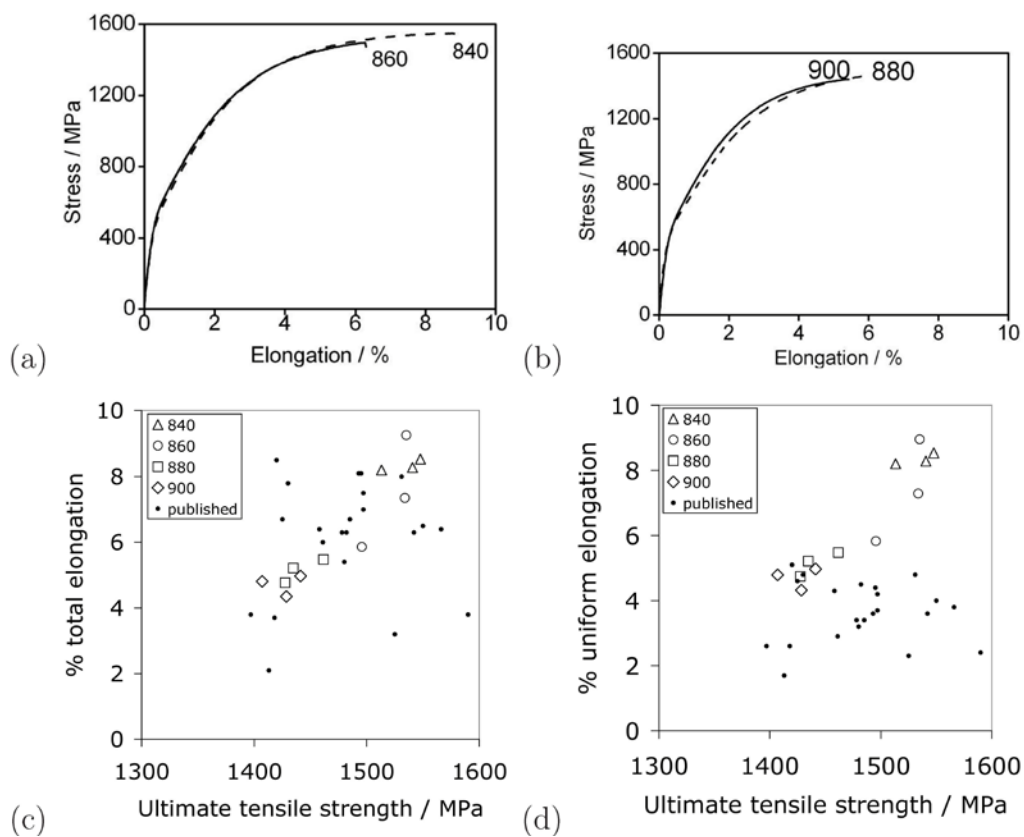 1600
1200
800
400
0
Stress / MPa
860
840
0 2 4 6 8 10
Elongation / %
(a)
1600
1200
800
400
0
Stress / MPa
900 880
0 2 4 6 8 10
Elongation / %
(b)
10
8
6
4
2
0
% total elongation
840
860
880
900
published
1300 1400 1500 1600
Ultimate tensile strength / MPa
(c)
10
8
6
4
2
0
% uniform elongation
840
860
880
900
published
1300 1400 1500 1600
Ultimate tensile strength / MPa
(d)